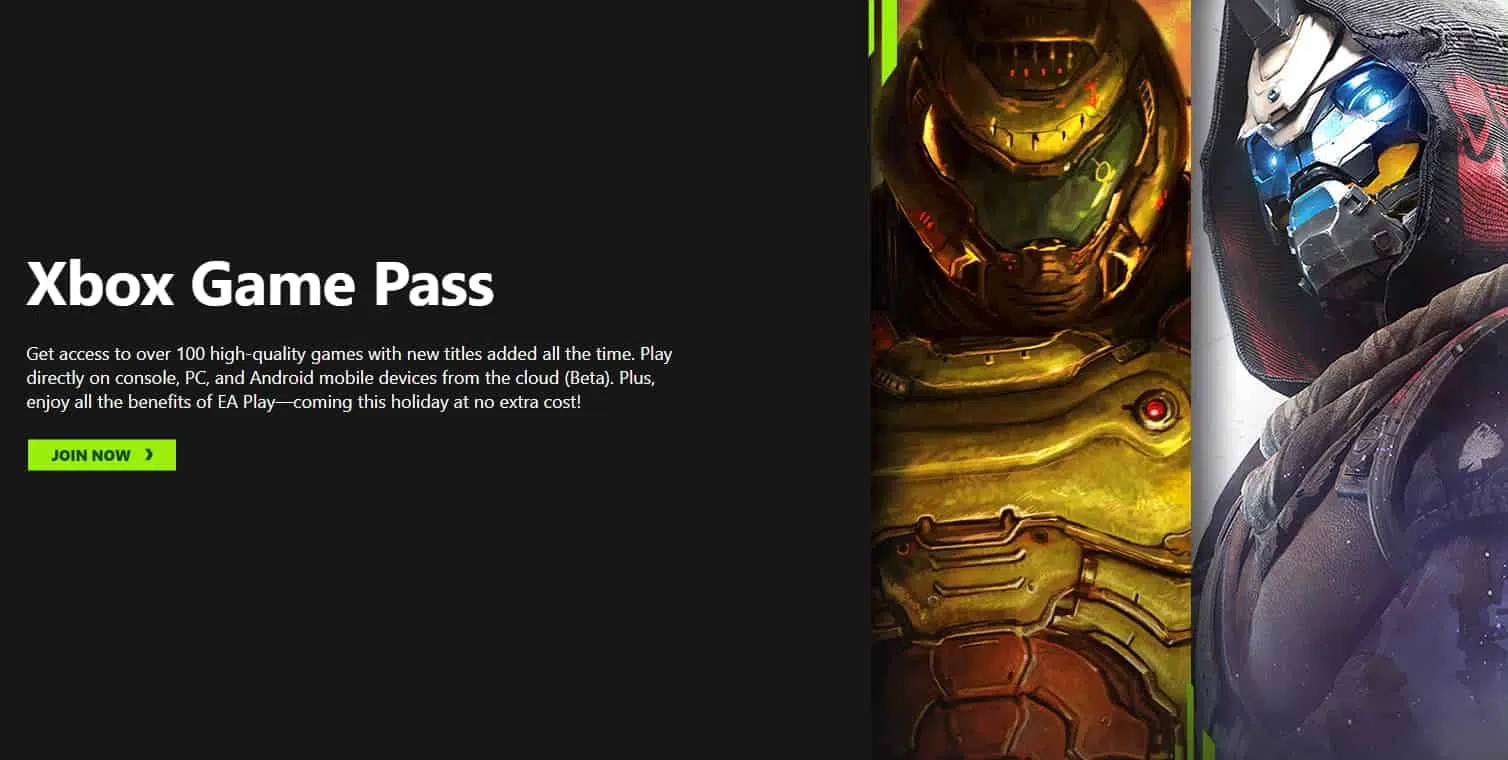 Xbox Game Pass
Get access to over 100 high-quality games with new titles added all the time. Play
directly on console, PC, and Android mobile devices from the cloud (Beta). Plus,
enjoy all the benefits of EA Play—coming this holiday at no extra cost!
JOIN NOW ❯